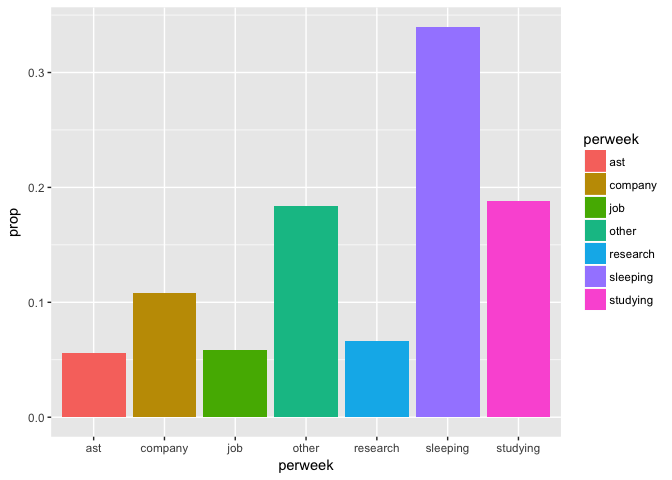 prop
0.3
0.2
0.1
0.0
ast company job other research sleeping studying
perweek
perweek
ast
company
job
other
research
sleeping
studying